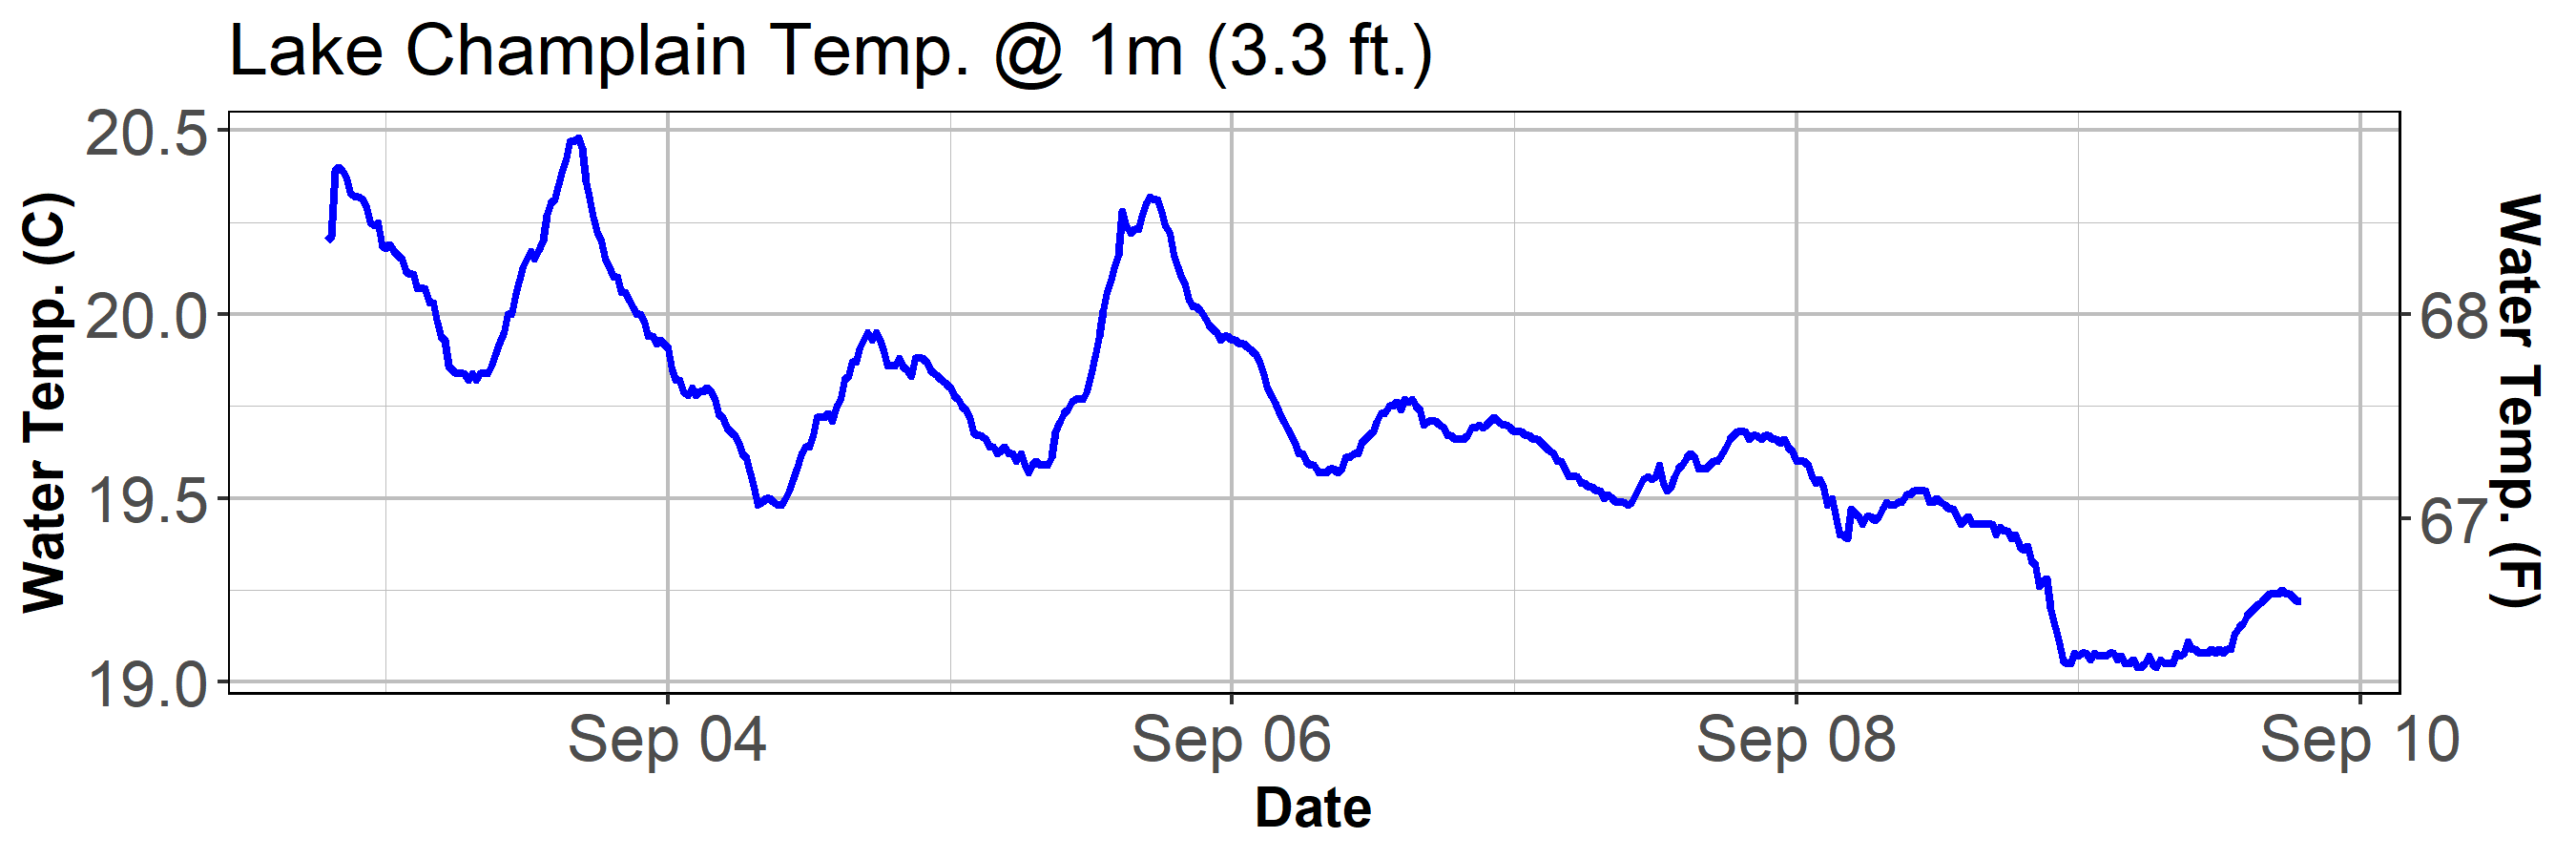 Lake Champlain Temp. @ 1m (3.3 ft.)
Water Temp. (C)
20.5
20.0
19.5
19.0
68
67
Water Temp. (F)
Sep 04 Sep 06 Sep 08 Sep 10
Date